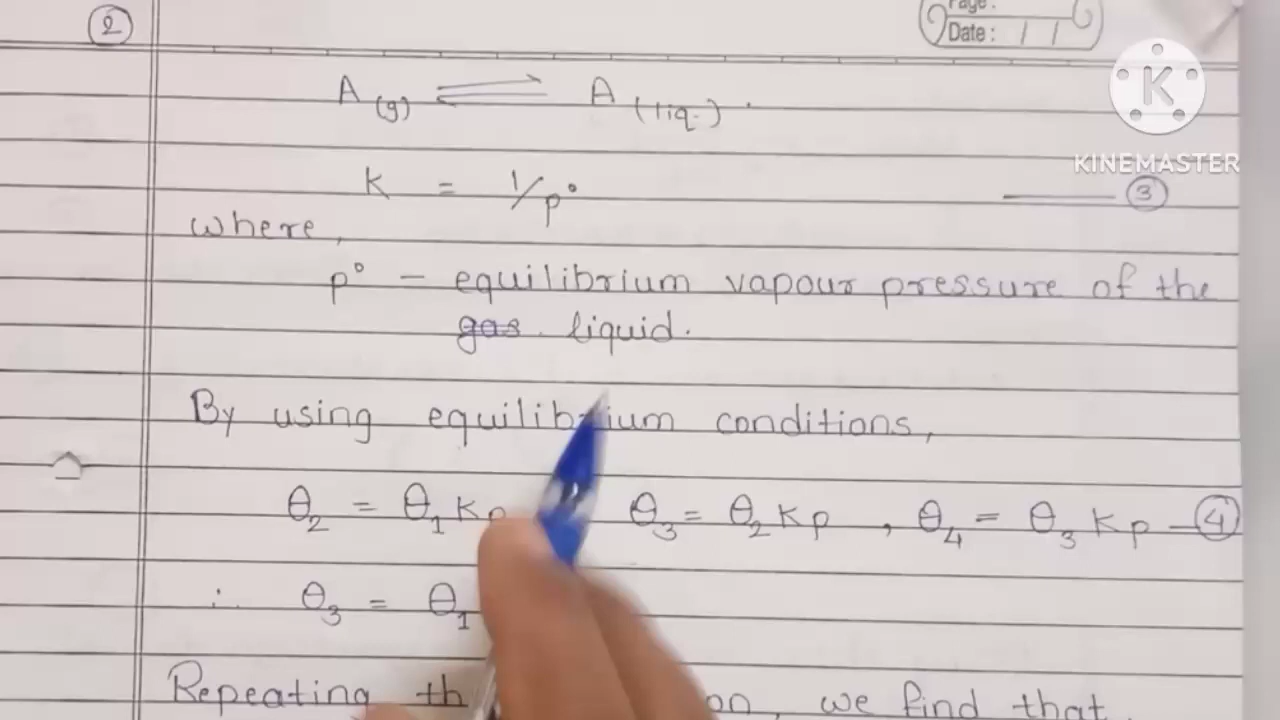 Page:
Date: / /
②
A (g) ⇌ A (liq.) .
KINEMASTER
K = 1/p° ③
where,
p° – equilibrium vapour pressure of the
gas liquid.
By using equilibrium conditions,
θ₂ = θ₁ Kp θ₃ = θ₂ Kp , θ₄ = θ₃ Kp – ④
∴ θ₃ = θ₁
Repeating we find that